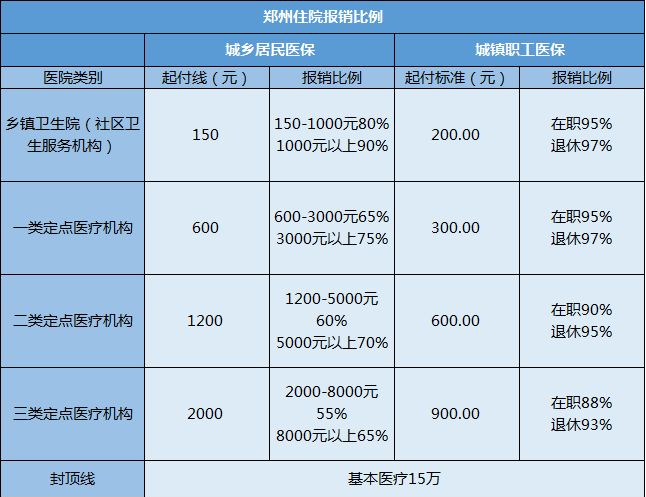 郑州住院报销比例
城乡居民医保
城镇职工医保
医院类别
起付线（元）
报销比例
起付标准（元）
报销比例
乡镇卫生院（社区卫
生服务机构）
150
150-1000元80%
1000元以上90%
200.00
在职95%
退休97%
一类定点医疗机构
600
600-3000元65%
3000元以上75%
300.00
在职95%
退休97%
二类定点医疗机构
1200
1200-5000元
60%
5000元以上70%
600.00
在职90%
退休95%
三类定点医疗机构
2000
2000-8000元
55%
8000元以上65%
900.00
在职88%
退休93%
封顶线
基本医疗15万